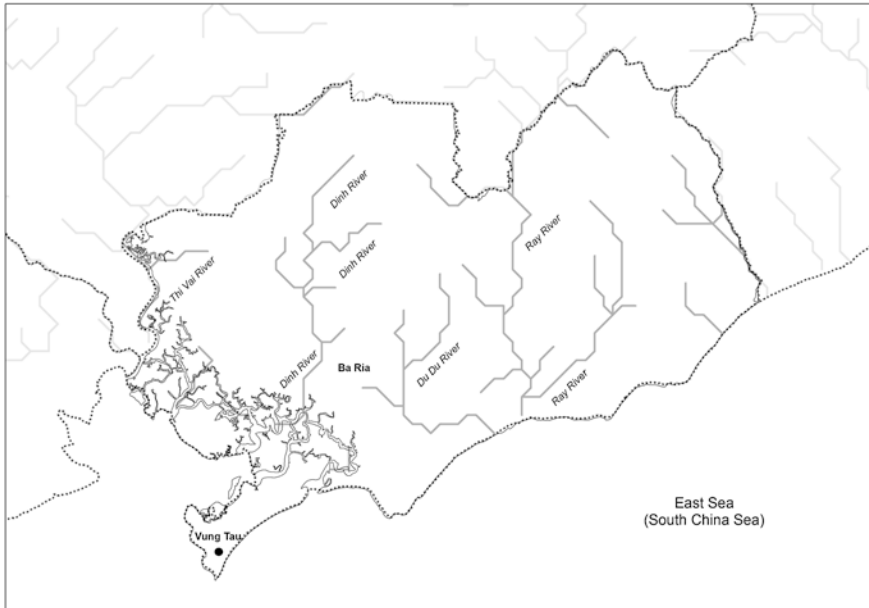 Dinh River
Ray River
Dinh River
Thi Vai River
Ba Ria
Du Du River
Dinh River
Ray River
East Sea
(South China Sea)
Vung Tau